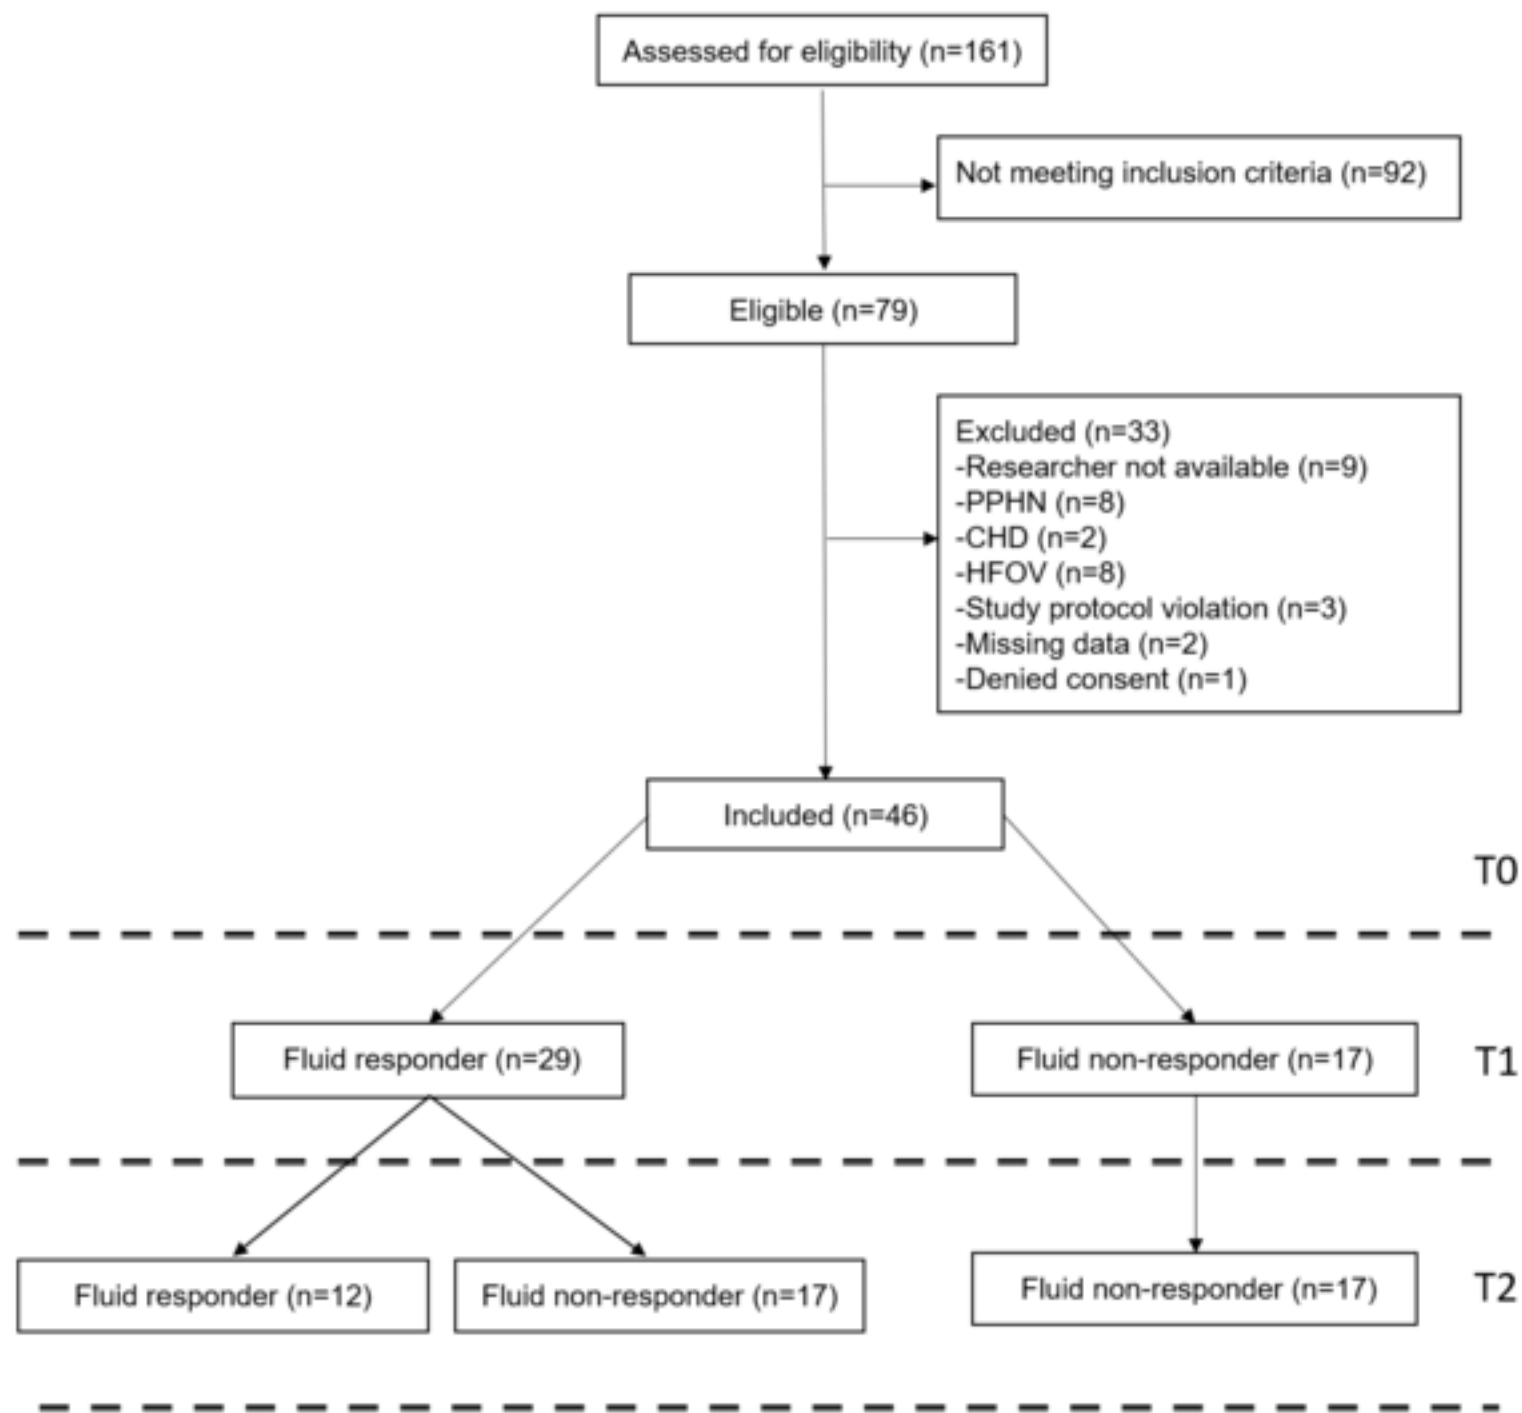 Assessed for eligibility (n=161)
Not meeting inclusion criteria (n=92)
Eligible (n=79)
Excluded (n=33)
-Researcher not available (n=9)
-PPHN (n=8)
-CHD (n=2)
-HFOV (n=8)
-Study protocol violation (n=3)
-Missing data (n=2)
-Denied consent (n=1)
Included (n=46)
T0
Fluid responder (n=29)
Fluid non-responder (n=17)
T1
Fluid responder (n=12)
Fluid non-responder (n=17)
Fluid non-responder (n=17)
T2